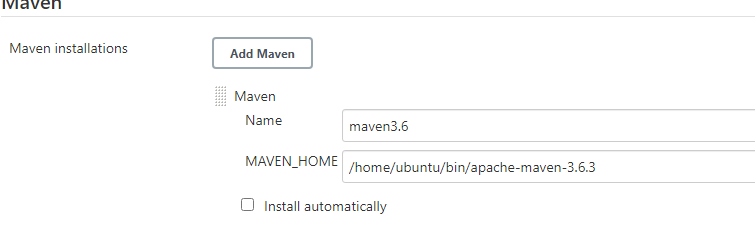 Maven
Maven installations
Add Maven
Maven
Name
maven3.6
MAVEN_HOME
/home/ubuntu/bin/apache-maven-3.6.3
Install automatically